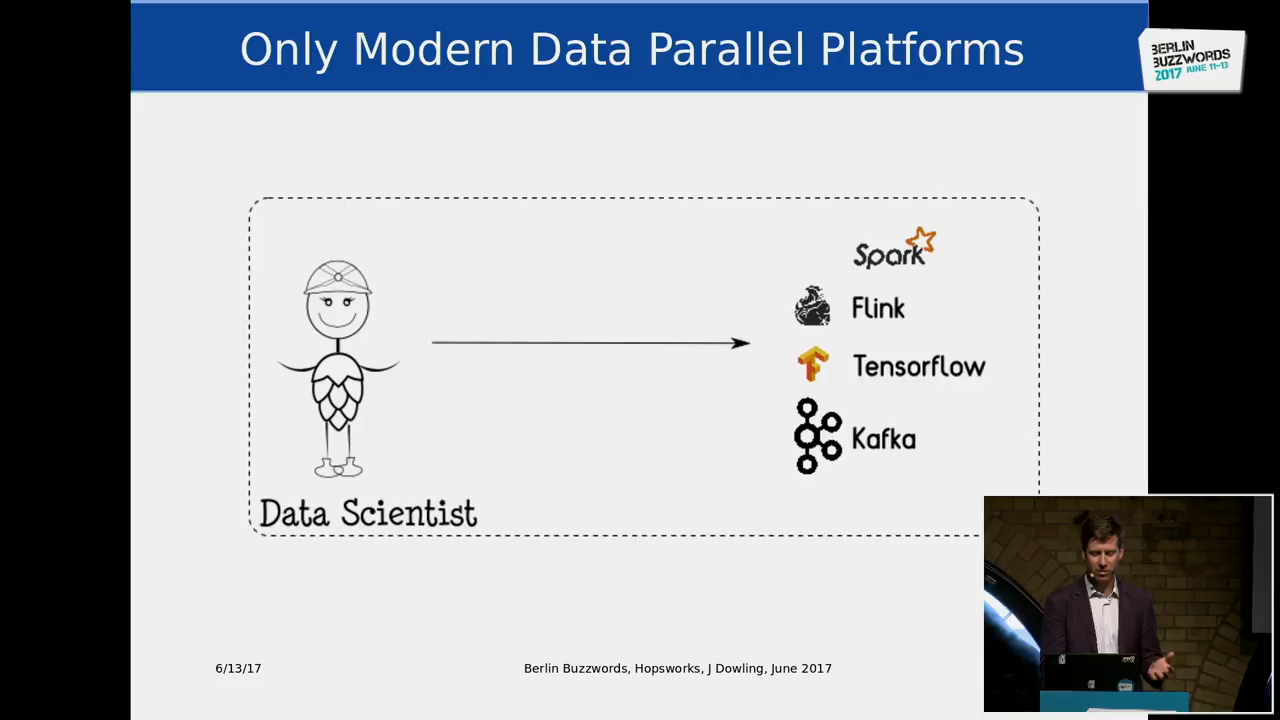 Only Modern Data Parallel Platforms
BERLIN
BUZZWORDS
2017 JUNE 11-13
Spark
Flink
Tensorflow
Kafka
Data Scientist
6/13/17
Berlin Buzzwords, Hopsworks, J Dowling, June 2017